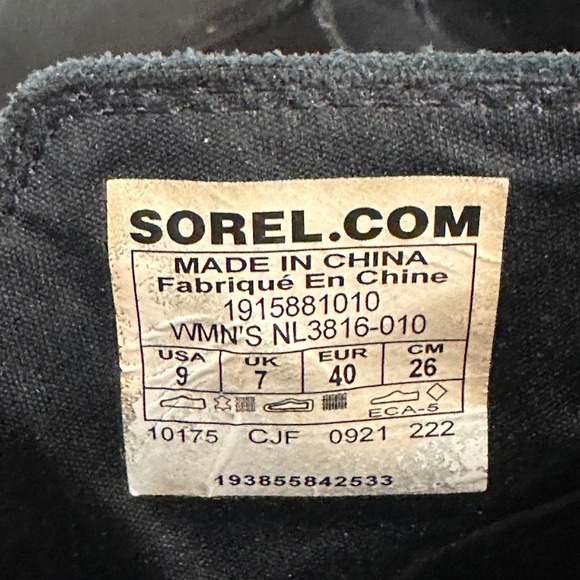 SOREL.COM
MADE IN CHINA
Fabriqué En Chine
1915881010
WMN'S NL3816-010
USA UK EUR CM
9 7 40 26
ECA-5
10175 CJF 0921 222
193855842533